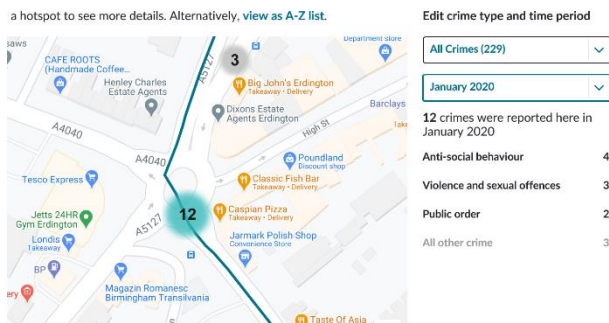 a hotspot to see more details. Alternatively, view as A-Z list.
Edit crime type and time period
All Crimes (229)
January 2020
12 crimes were reported here in
January 2020
Anti-social behaviour 4
Violence and sexual offences 3
Public order 2
All other crime 3
saws
CAFE ROOTS
(Handmade Coffee...
Henley Charles
Estate Agents
A5127
3
Department store
Big John's Erdington
Takeaway • Delivery
Dixons Estate
Agents Erdington
Barclays
High St
Take
A4040
A4040
Poundland
Discount shop
Tesco Express
Classic Fish Bar
Takeaway • Delivery
12
Caspian Pizza
Takeaway • Delivery
Jetts 24HR
Gym Erdington
A5127
Londis
Takeaway
Jarmark Polish Shop
Convenience Store
BP
ery
Magazin Romanesc
Birmingham Transilvania
Taste Of Asia